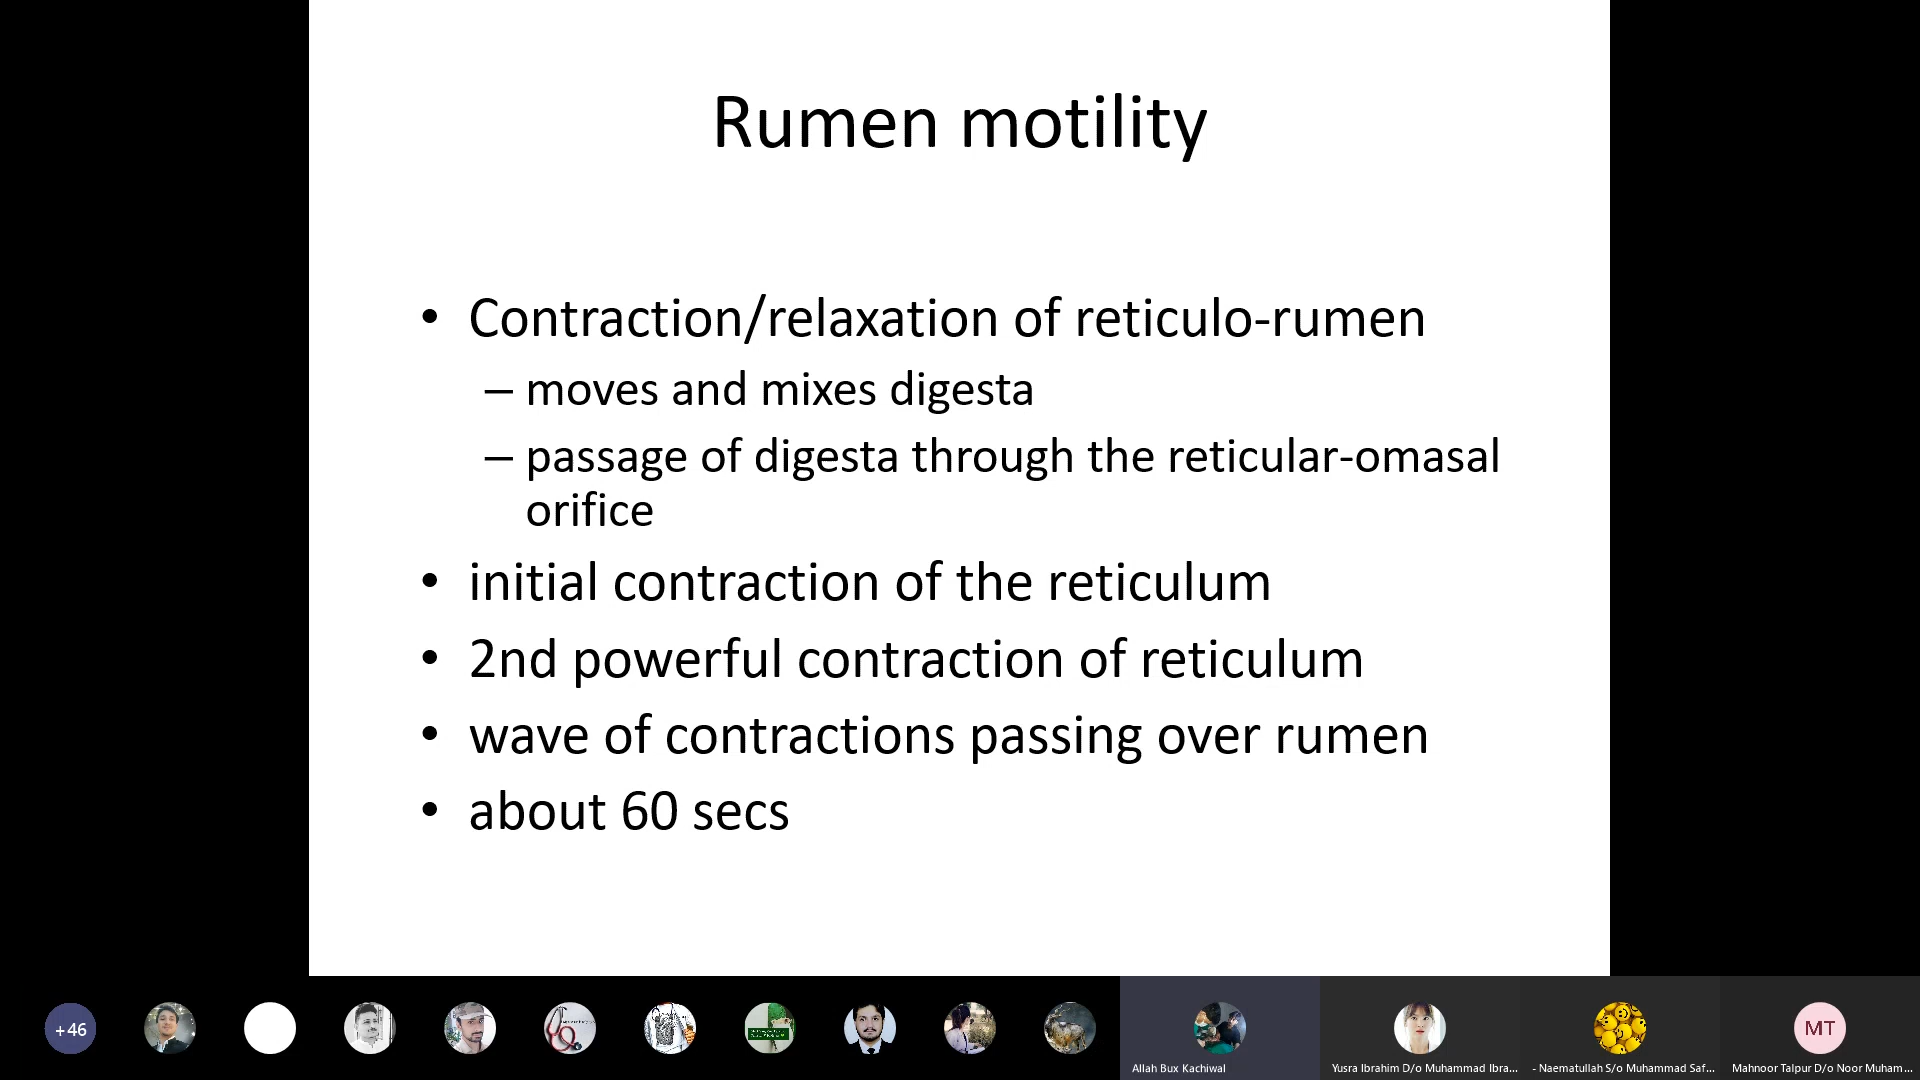 Rumen motility
• Contraction/relaxation of reticulo-rumen
– moves and mixes digesta
– passage of digesta through the reticular-omasal
orifice
• initial contraction of the reticulum
• 2nd powerful contraction of reticulum
• wave of contractions passing over rumen
• about 60 secs
+46
MT
Allah Bux Kachiwal
Yusra Ibrahim D/o Muhammad Ibra...
- Naematullah S/o Muhammad Saf...
Mahnoor Talpur D/o Noor Muham...